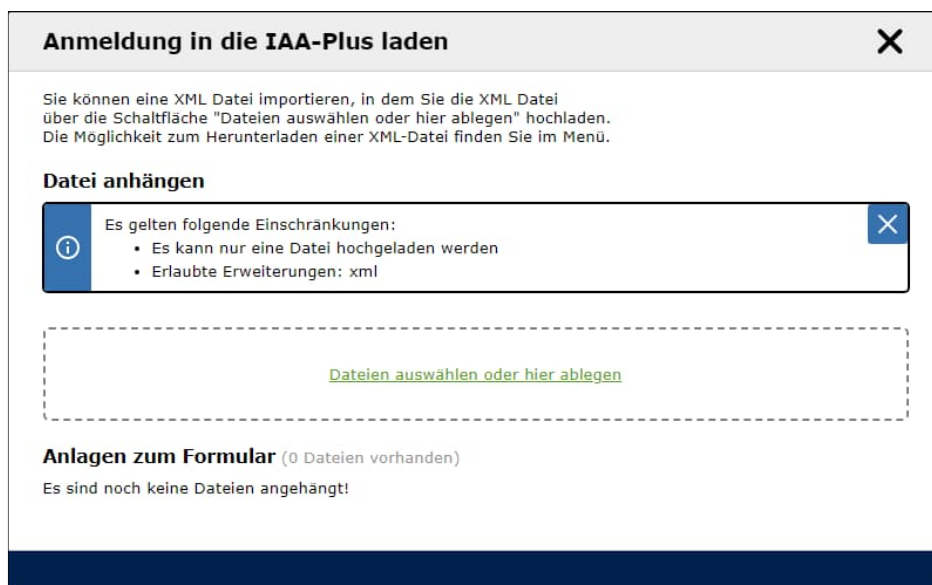 Anmeldung in die IAA-Plus laden
Sie können eine XML Datei importieren, in dem Sie die XML Datei
über die Schaltfläche "Dateien auswählen oder hier ablegen" hochladen.
Die Möglichkeit zum Herunterladen einer XML-Datei finden Sie im Menü.
Datei anhängen
Es gelten folgende Einschränkungen:
• Es kann nur eine Datei hochgeladen werden
• Erlaubte Erweiterungen: xml
Dateien auswählen oder hier ablegen
Anlagen zum Formular (0 Dateien vorhanden)
Es sind noch keine Dateien angehängt!